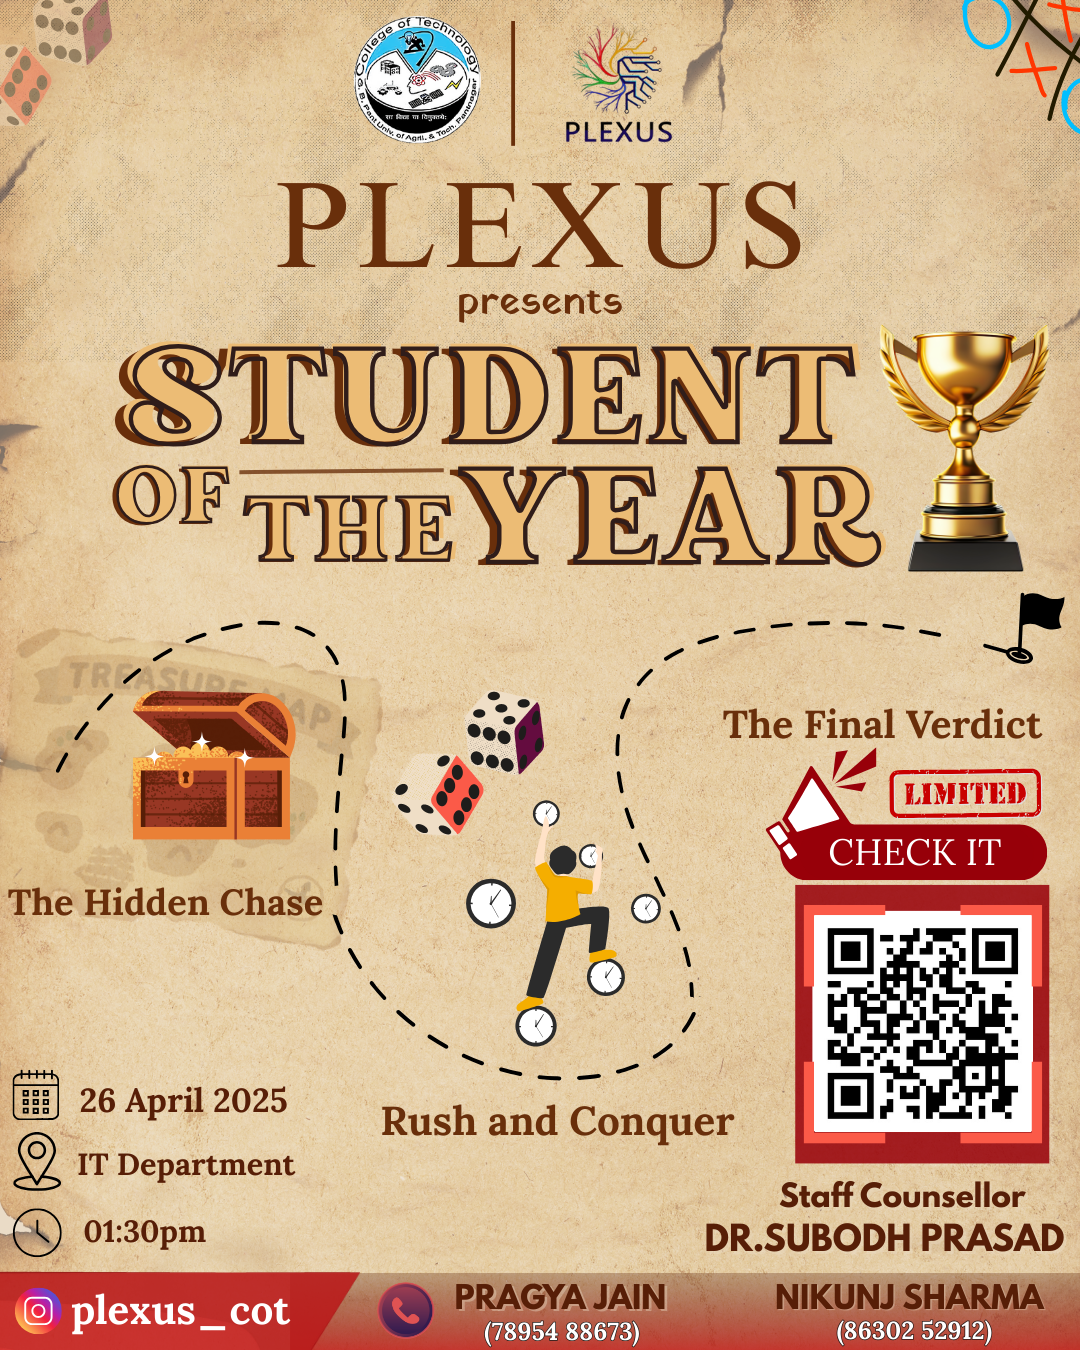 College of Technology
G. B. Pant Univ. of Agril. & Tech., Pantnagar
सा विद्या या विमुक्तये
PLEXUS
PLEXUS
presents
STUDENT
OF THE YEAR
TREASURE MAP
The Final Verdict
LIMITED
CHECK IT
The Hidden Chase
26 April 2025
Rush and Conquer
IT Department
Staff Counsellor
01:30pm
DR.SUBODH PRASAD
plexus_cot
PRAGYA JAIN
(78954 88673)
NIKUNJ SHARMA
(86302 52912)